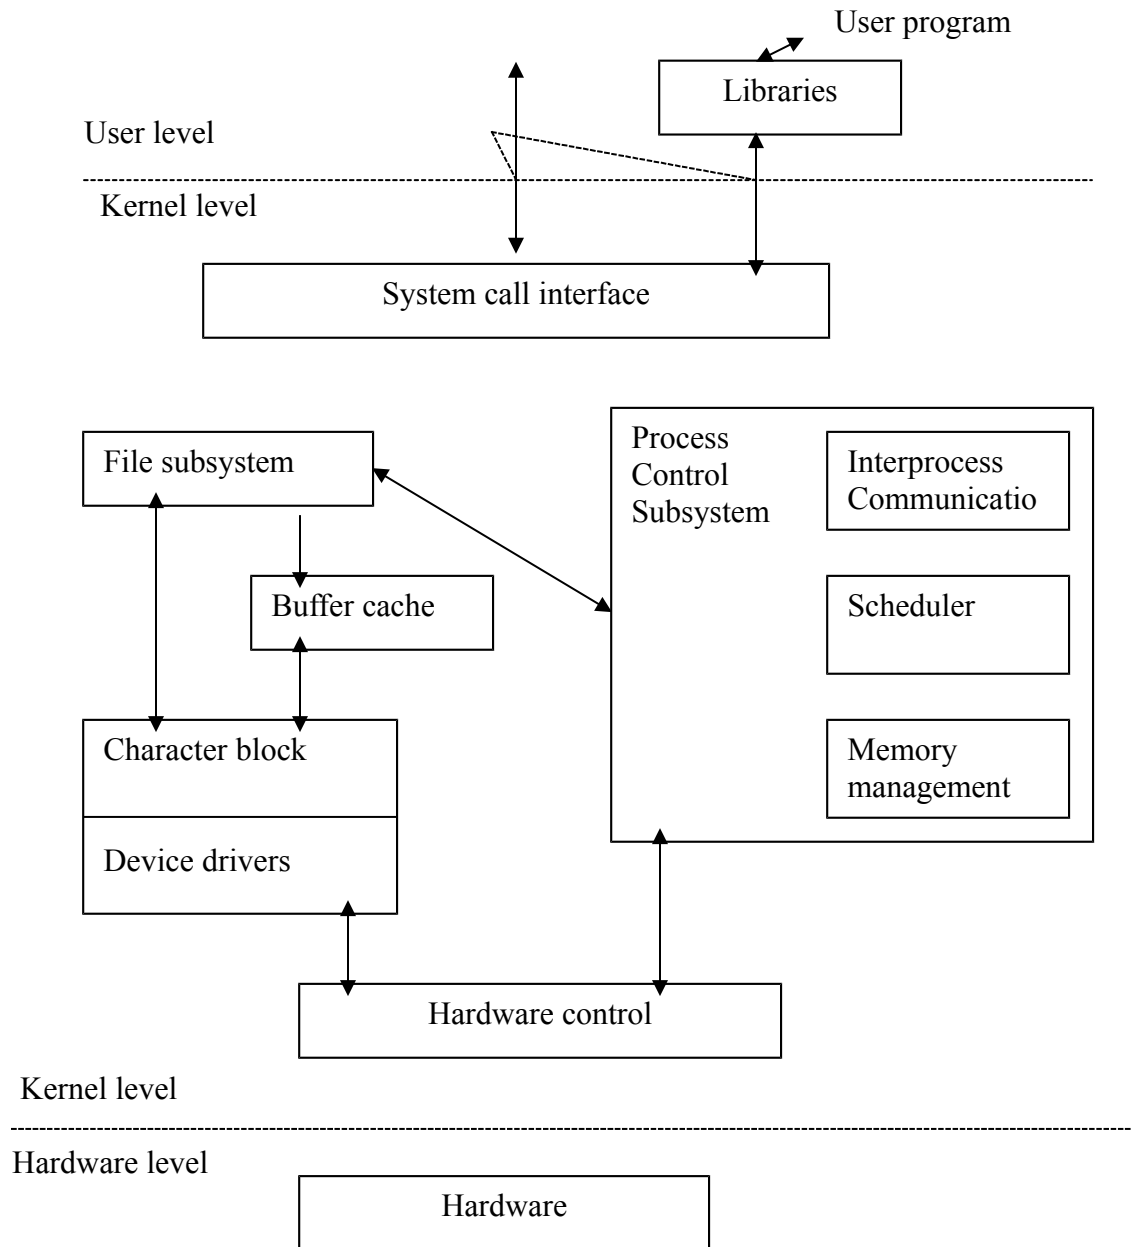 User program
Libraries
User level
Kernel level
System call interface
File subsystem
Process
Control
Subsystem
Interprocess
Communicatio
Buffer cache
Scheduler
Character block
Memory
management
Device drivers
Hardware control
Kernel level
Hardware level
Hardware